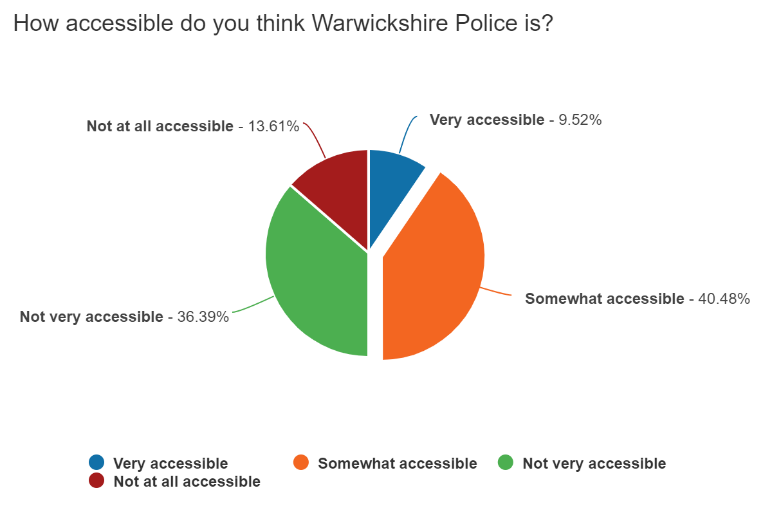 How accessible do you think Warwickshire Police is?
Very accessible - 9.52%
Not at all accessible - 13.61%
Somewhat accessible - 40.48%
Not very accessible - 36.39%
Very accessible
Somewhat accessible
Not very accessible
Not at all accessible